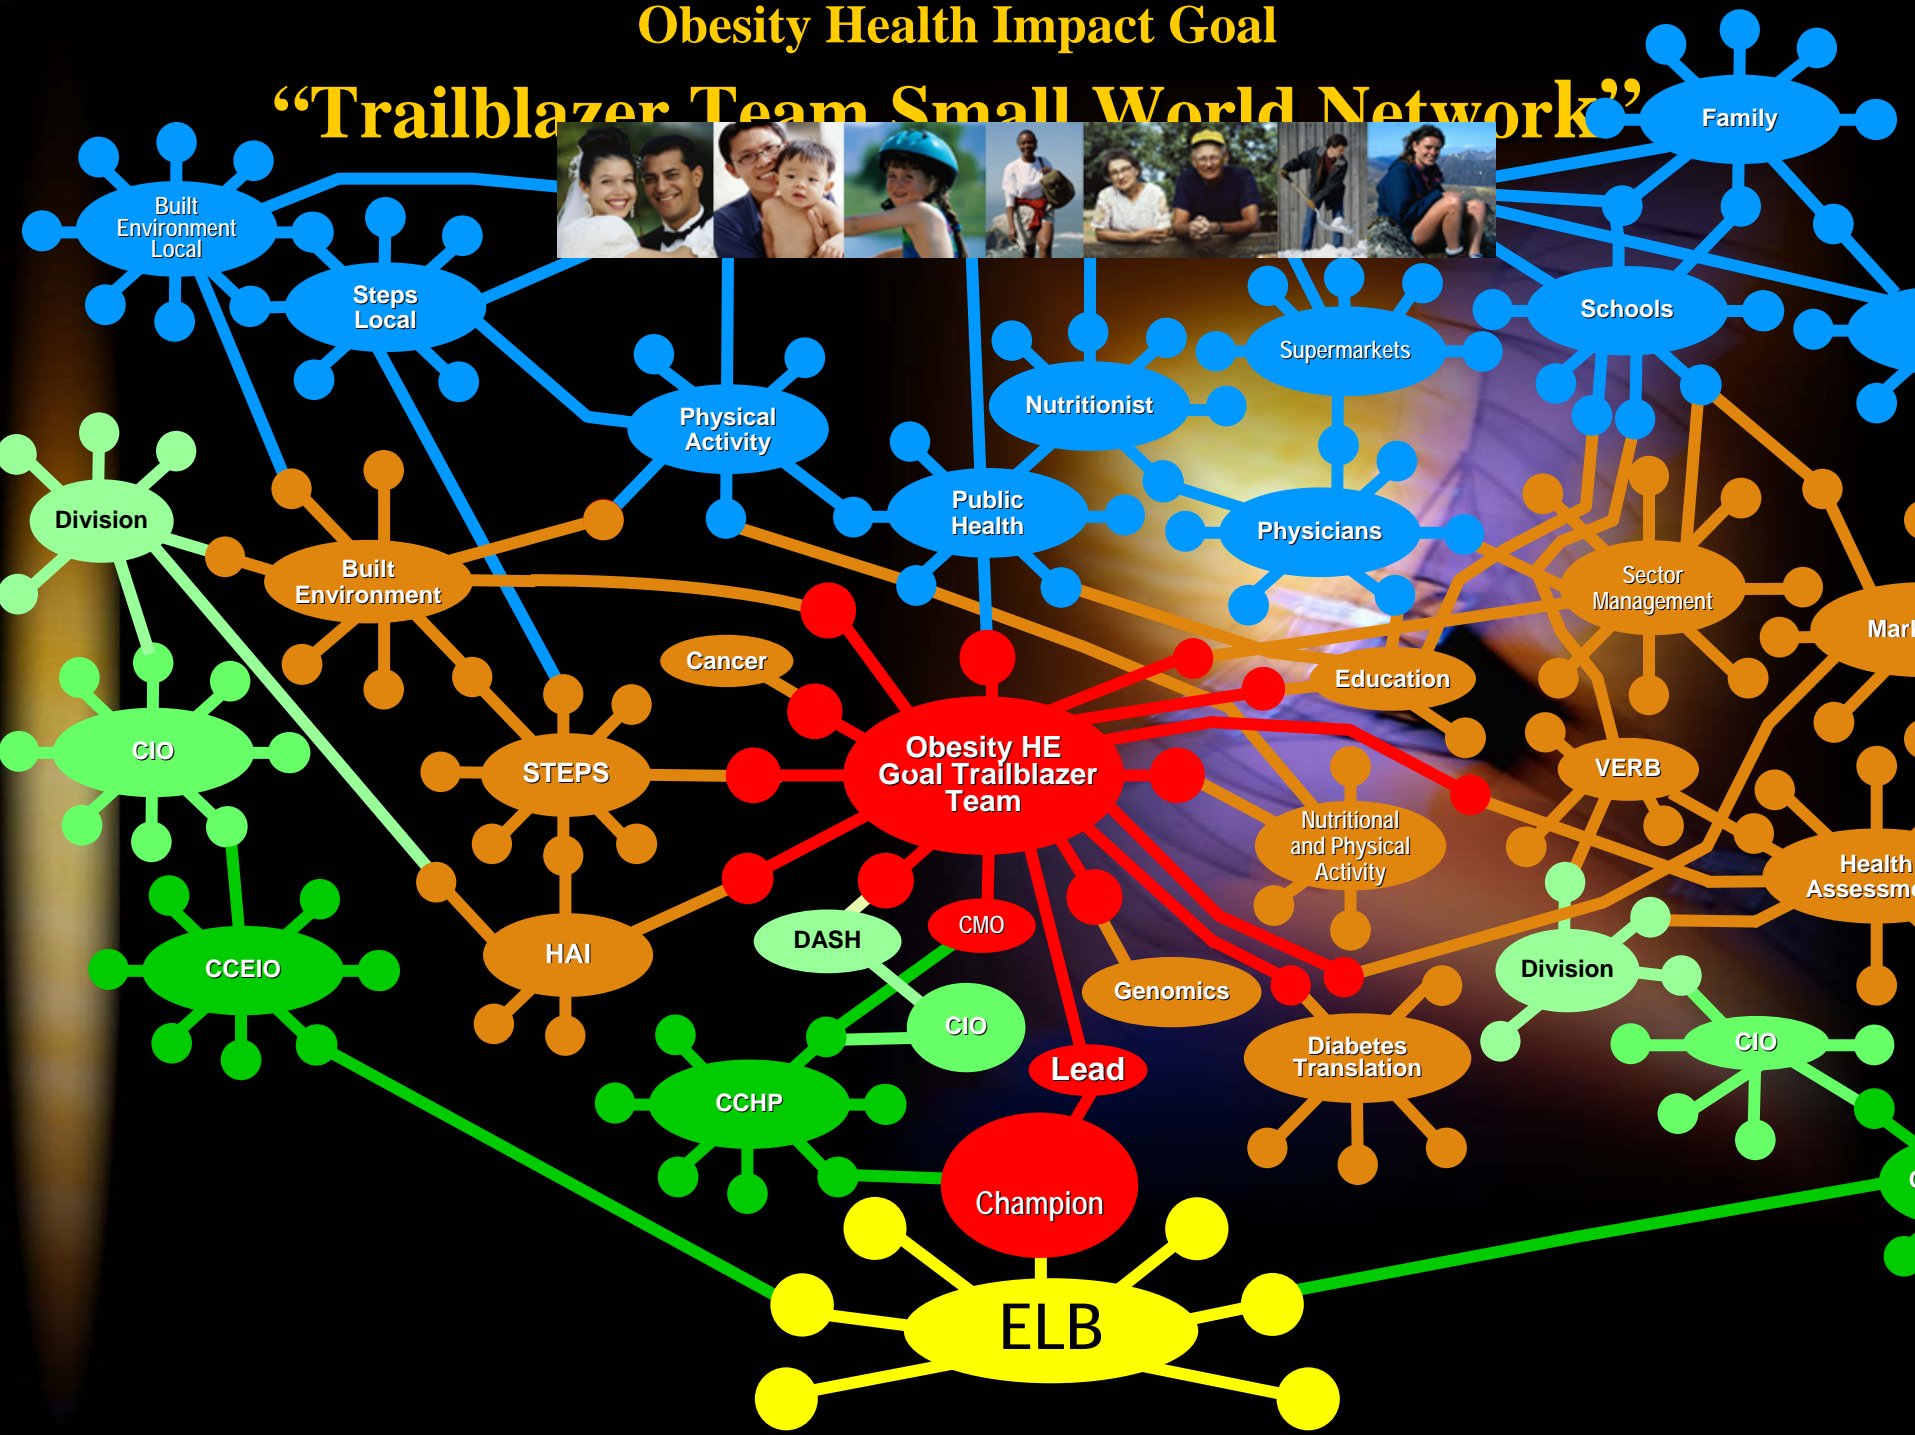 Obesity Health Impact Goal
“Trailblazer Team Small World Network”
Family
Built
Environment
Local
Steps
Local
Schools
Supermarkets
Nutritionist
Physical
Activity
Public
Health
Physicians
Division
Built
Environment
Sector
Management
Cancer
Education
CIO
STEPS
Obesity HE
Goal Trailblazer
Team
VERB
Nutritional
and Physical
Activity
Health
HAI
DASH
CMO
CCEIO
Genomics
Division
CIO
Lead
Diabetes
Translation
CIO
CCHP
Champion
ELB